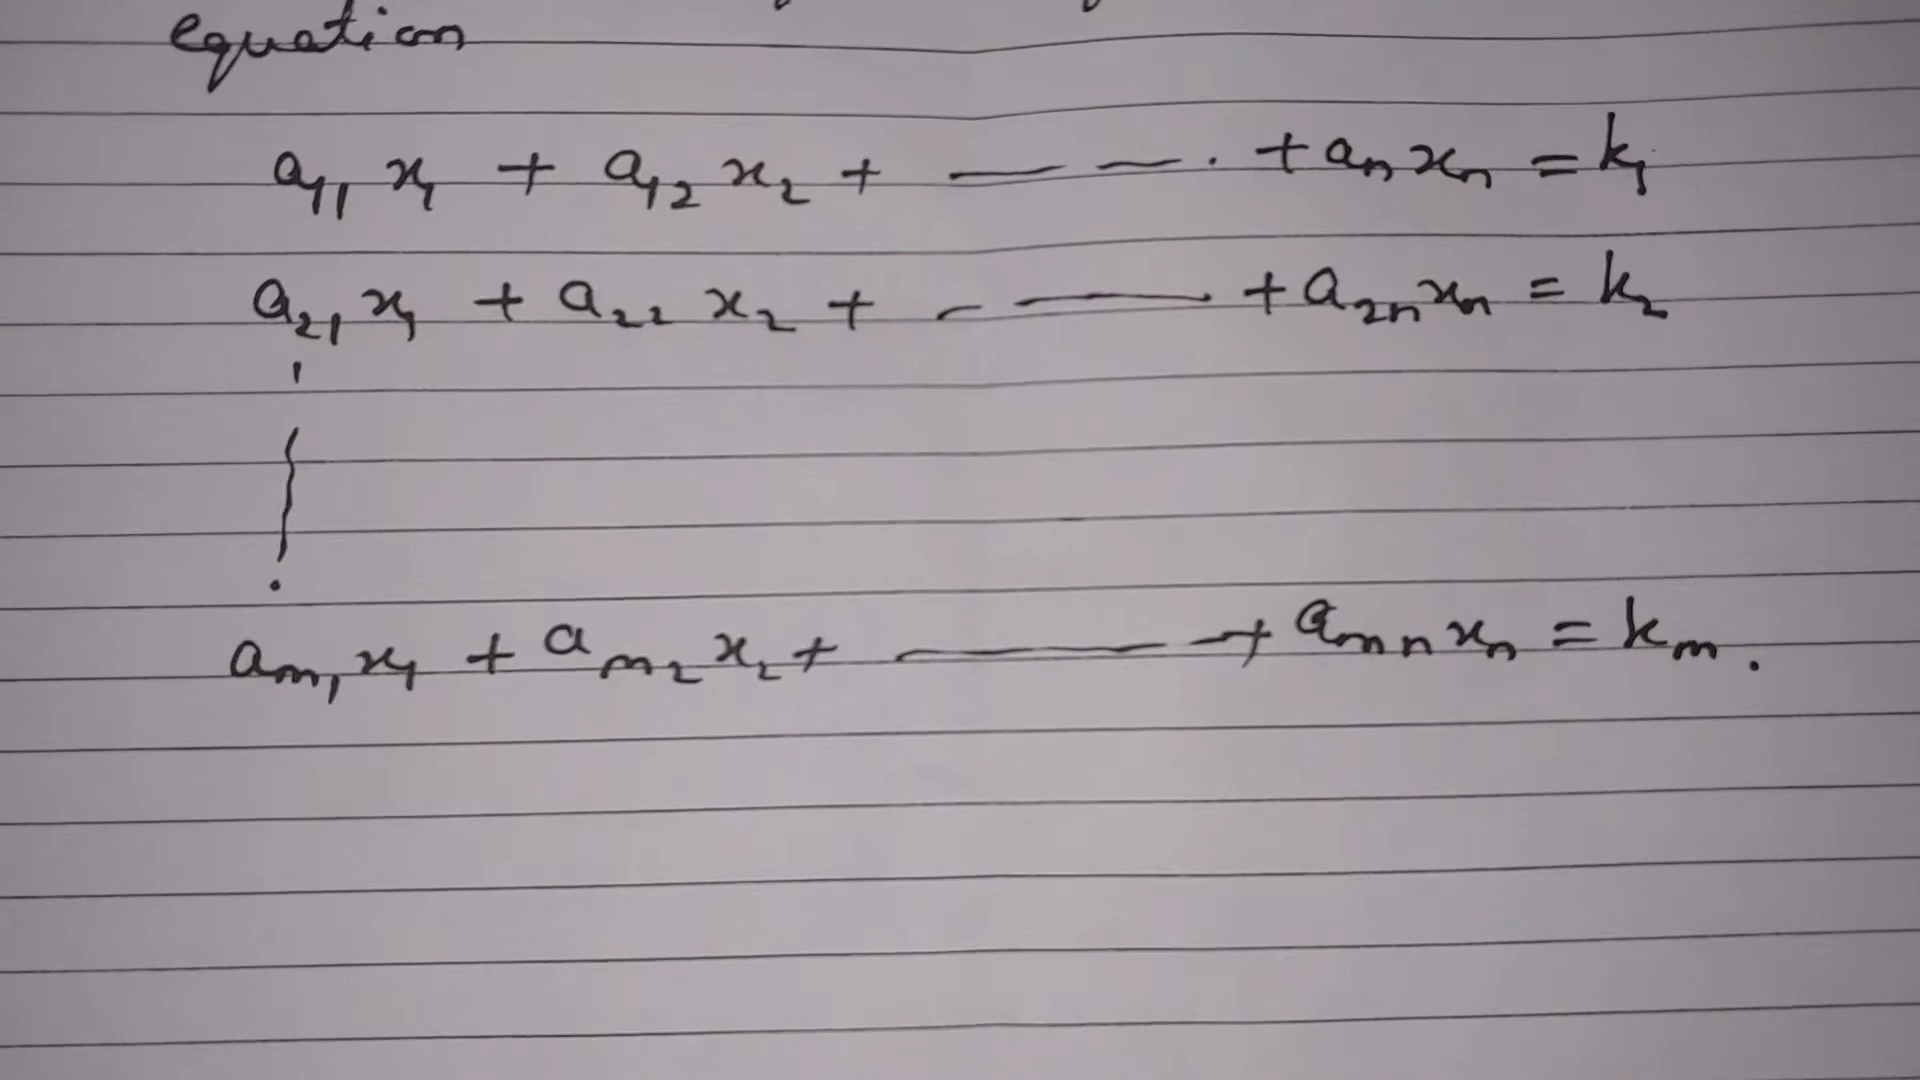 equation
a₁₁ x₁ + a₁₂ x₂ + — — . + aₙ xₙ = k₁
a₂₁ x₁ + a₂₂ x₂ + - — . + a₂ₙ xₙ = k₂
aₘ₁ x₁ + aₘ₂ x₂ + — + aₘₙ xₙ = kₘ.